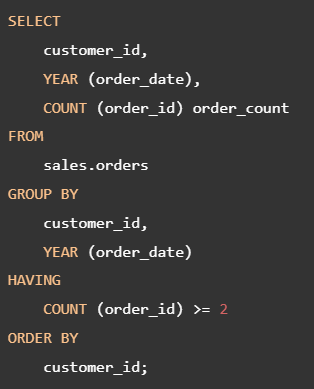 SELECT
    customer_id,
    YEAR (order_date),
    COUNT (order_id) order_count
FROM
    sales.orders
GROUP BY
    customer_id,
    YEAR (order_date)
HAVING
    COUNT (order_id) >= 2
ORDER BY
    customer_id;